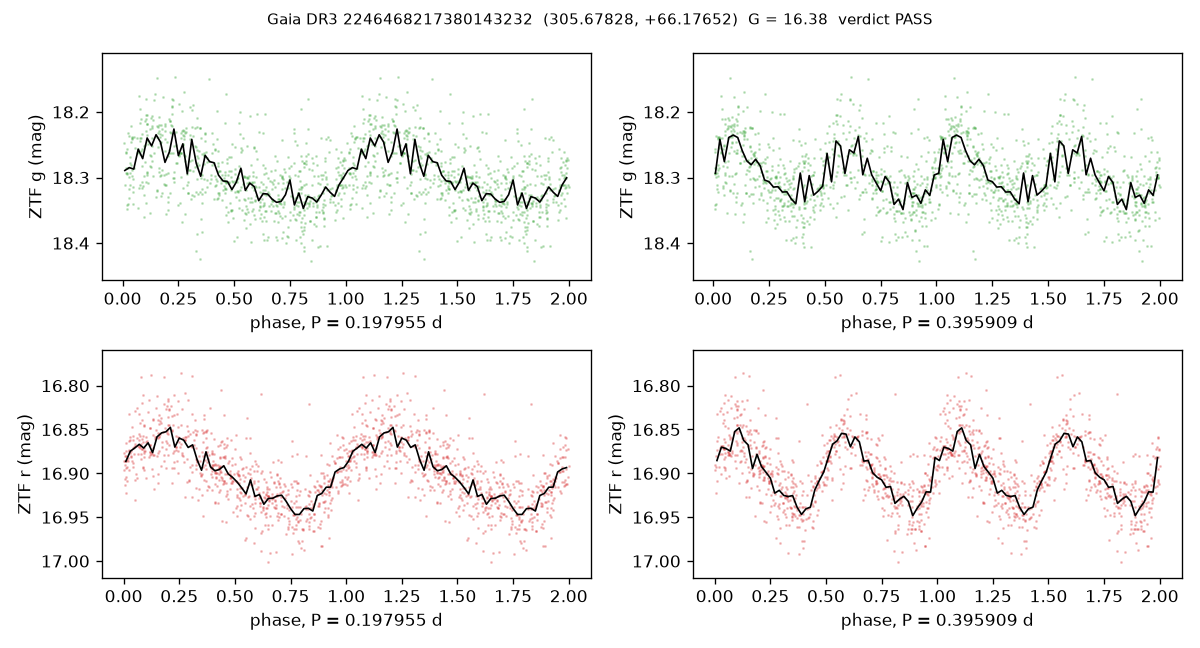 Gaia DR3 2246468217380143232 (305.67828, +66.17652) G = 16.38 verdict PASS
ZTF g (mag)
18.2
18.3
18.4
0.00 0.25 0.50 0.75 1.00 1.25 1.50 1.75 2.00
phase, P = 0.197955 d
ZTF g (mag)
18.2
18.3
18.4
0.00 0.25 0.50 0.75 1.00 1.25 1.50 1.75 2.00
phase, P = 0.395909 d
ZTF r (mag)
16.80
16.85
16.90
16.95
17.00
0.00 0.25 0.50 0.75 1.00 1.25 1.50 1.75 2.00
phase, P = 0.197955 d
ZTF r (mag)
16.80
16.85
16.90
16.95
17.00
0.00 0.25 0.50 0.75 1.00 1.25 1.50 1.75 2.00
phase, P = 0.395909 d